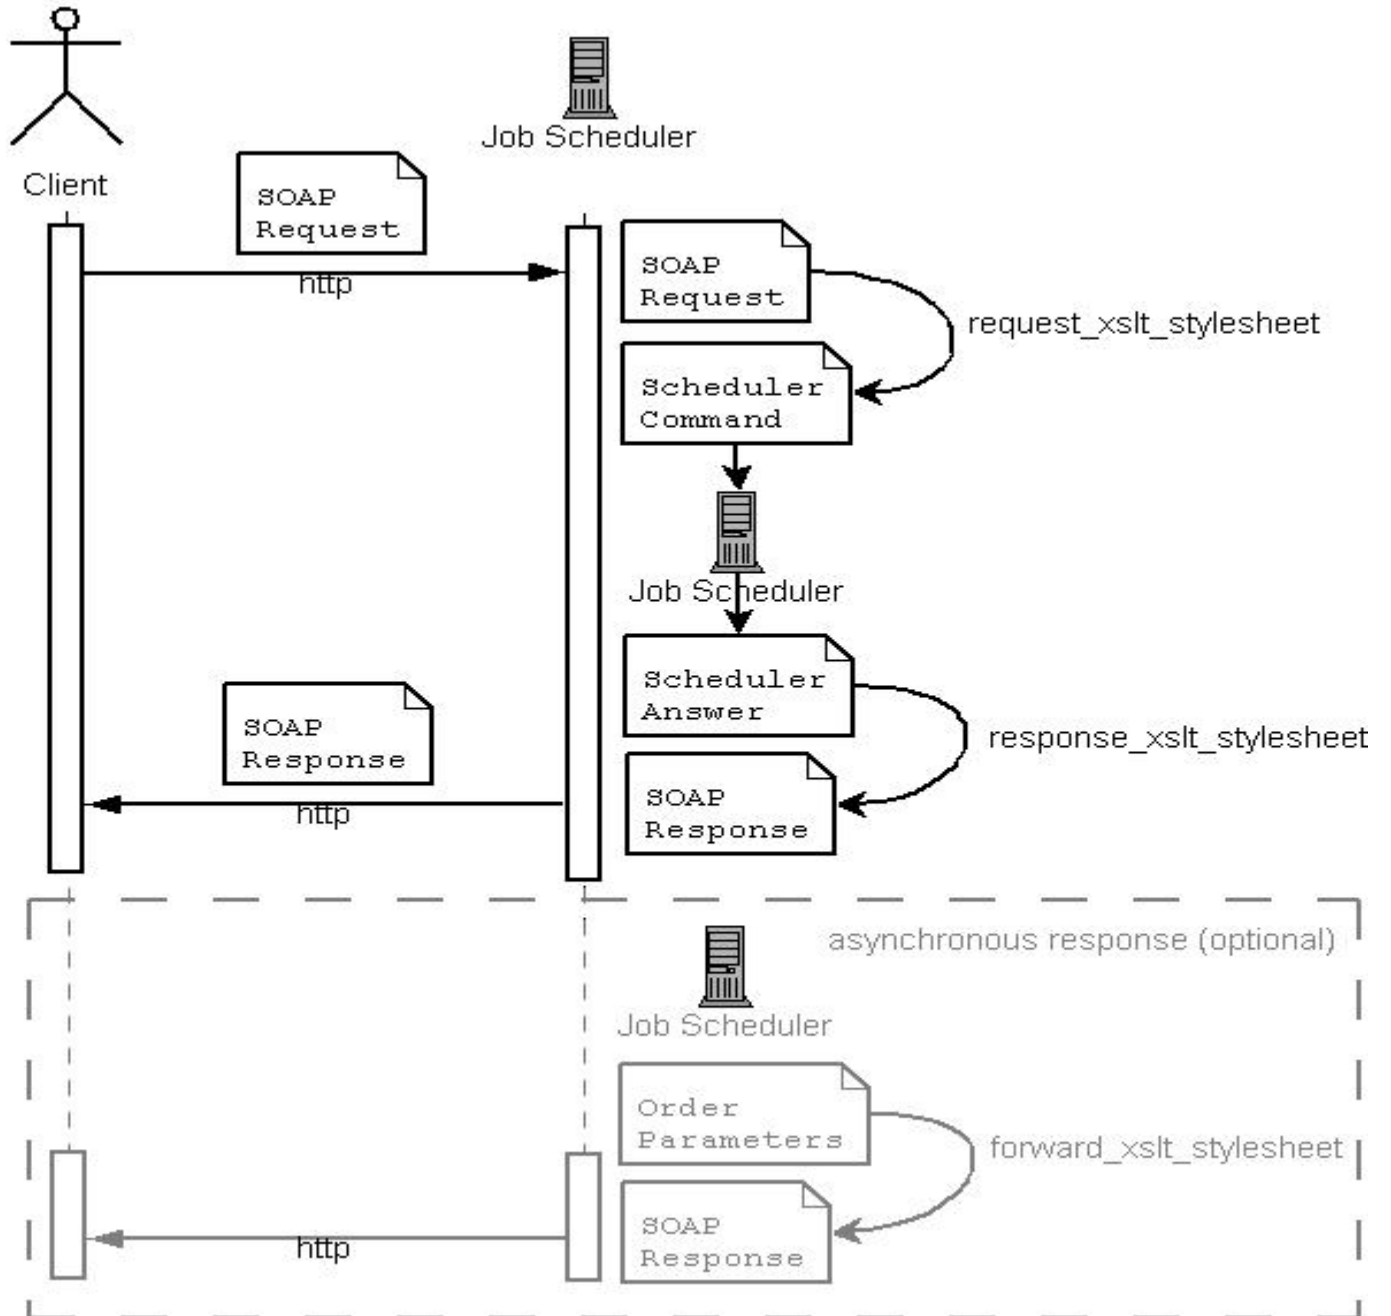 Job Scheduler
Client
SOAP
Request
http
SOAP
Request
request_xslt_stylesheet
Scheduler
Command
Job Scheduler
Scheduler
Answer
response_xslt_stylesheet
SOAP
Response
http
SOAP
Response
asynchronous response (optional)
Job Scheduler
Order
Parameters
forward_xslt_stylesheet
SOAP
Response
http